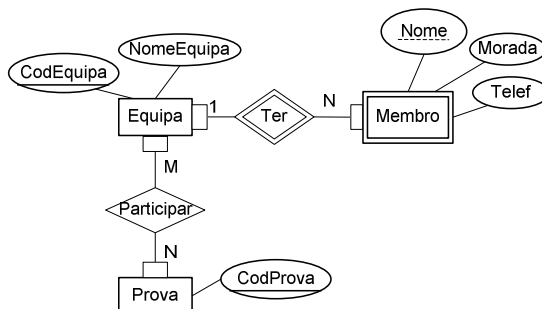 Nome
NomeEquipa
Morada
CodEquipa
Telef
Equipa
1
Ter
N
Membro
M
Participar
N
CodProva
Prova